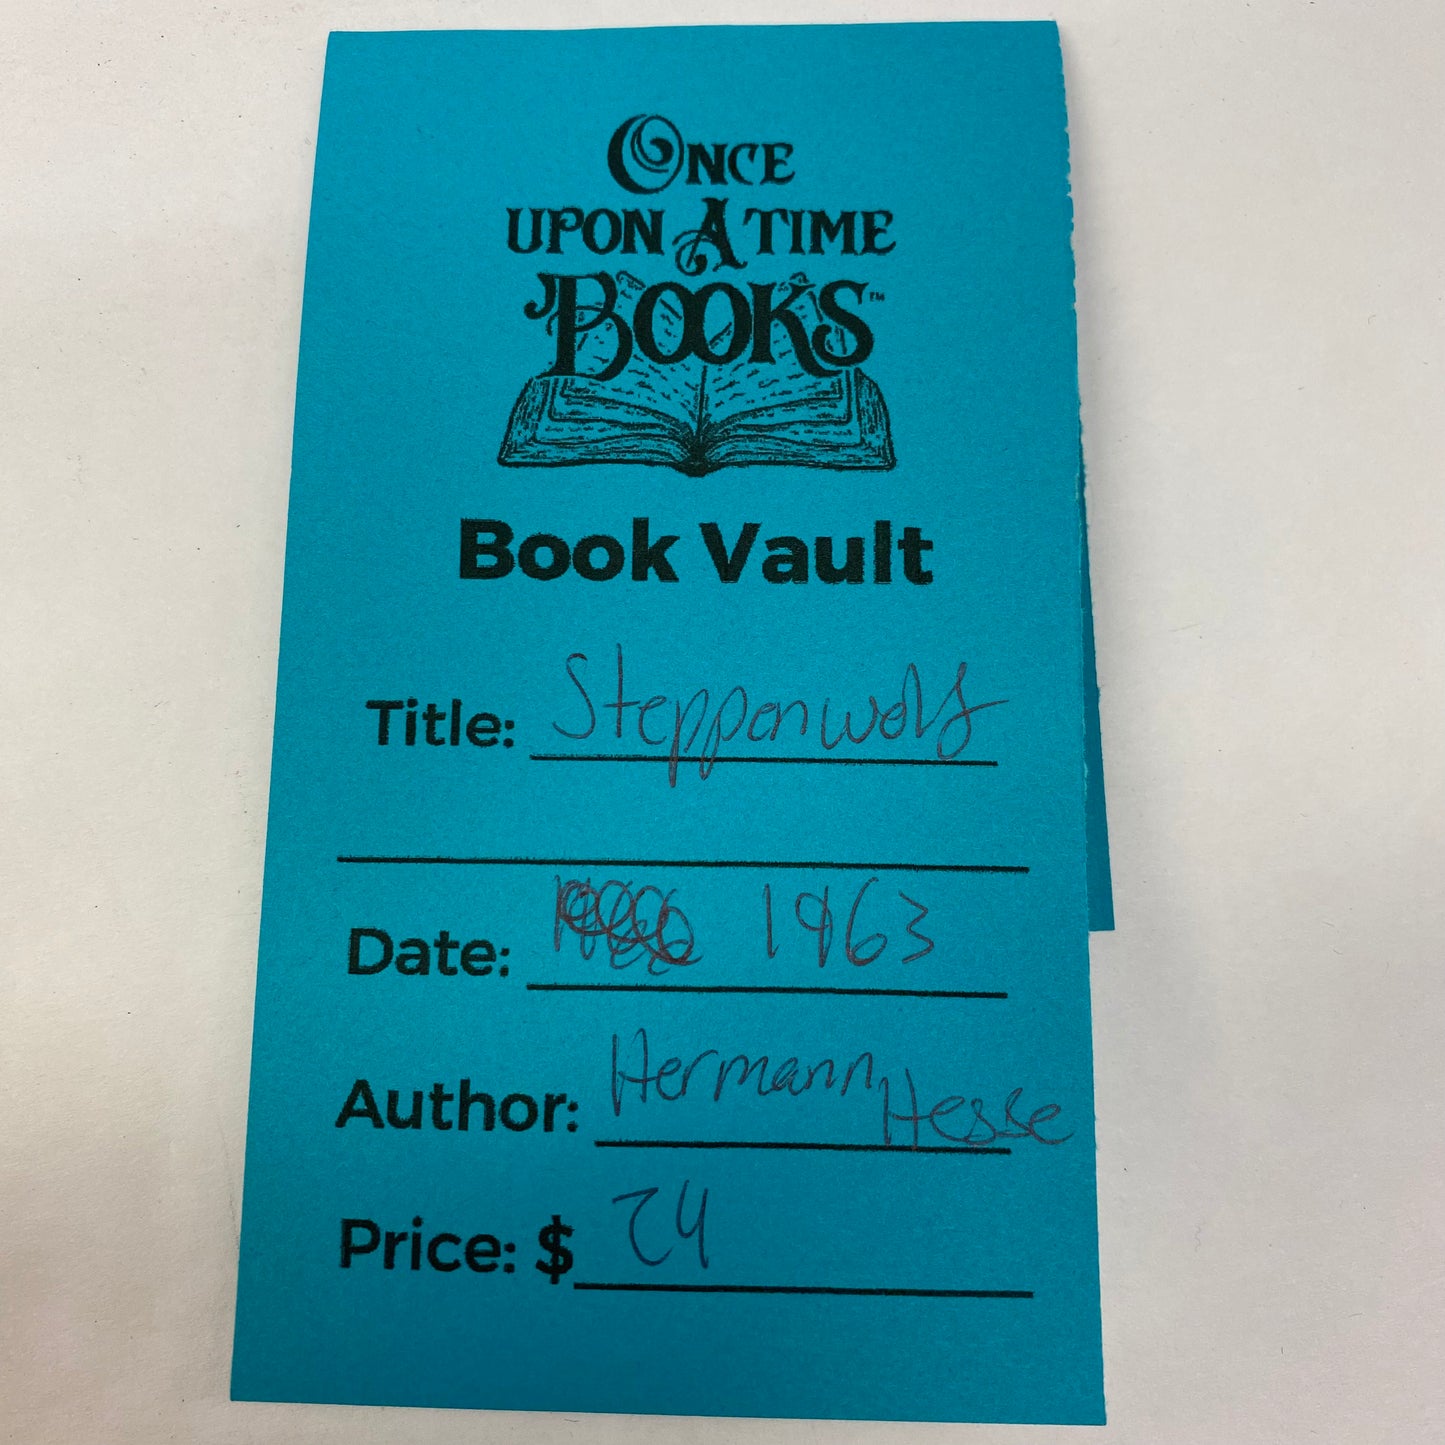 ONCE
UPON A TIME
BOOKS™
Book Vault
Title: Steppenwolf
Date: 1963
Author: Hermann Hesse
Price: $ 24